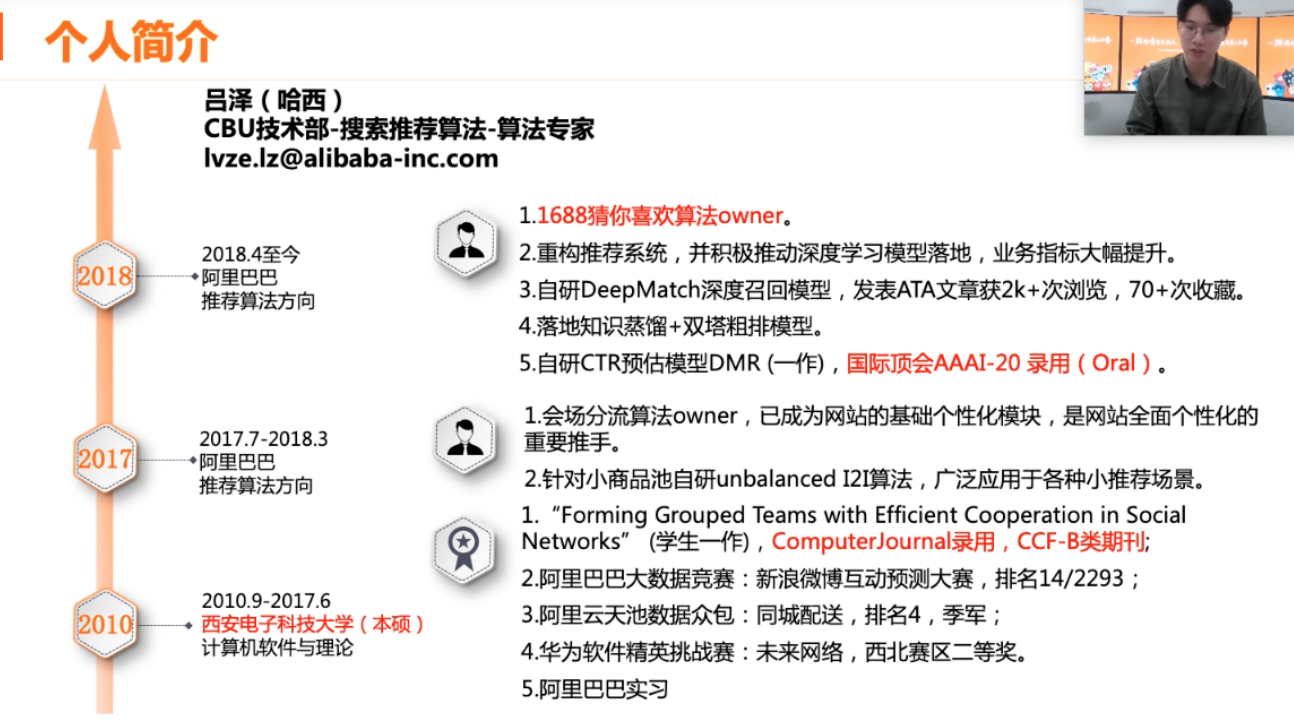 个人简介
吕泽（哈西）
CBU技术部-搜索推荐算法-算法专家
lvze.lz@alibaba-inc.com
2018
2018.4至今
阿里巴巴
推荐算法方向
1.1688猜你喜欢算法owner。
2.重构推荐系统，并积极推动深度学习模型落地，业务指标大幅提升。
3.自研DeepMatch深度召回模型，发表ATA文章获2k+次浏览，70+次收藏。
4.落地知识蒸馏+双塔粗排模型。
5.自研CTR预估模型DMR (一作)，国际顶会AAAI-20 录用（Oral）。
2017
2017.7-2018.3
阿里巴巴
推荐算法方向
1.会场分流算法owner，已成为网站的基础个性化模块，是网站全面个性化的
重要推手。
2.针对小商品池自研unbalanced I2I算法，广泛应用于各种小推荐场景。
2010
2010.9-2017.6
西安电子科技大学（本硕）
计算机软件与理论
1.“Forming Grouped Teams with Efficient Cooperation in Social
Networks” (学生一作)，ComputerJournal录用，CCF-B类期刊;
2.阿里巴巴大数据竞赛：新浪微博互动预测大赛，排名14/2293；
3.阿里云天池数据众包：同城配送，排名4，季军；
4.华为软件精英挑战赛：未来网络，西北赛区二等奖。
5.阿里巴巴实习